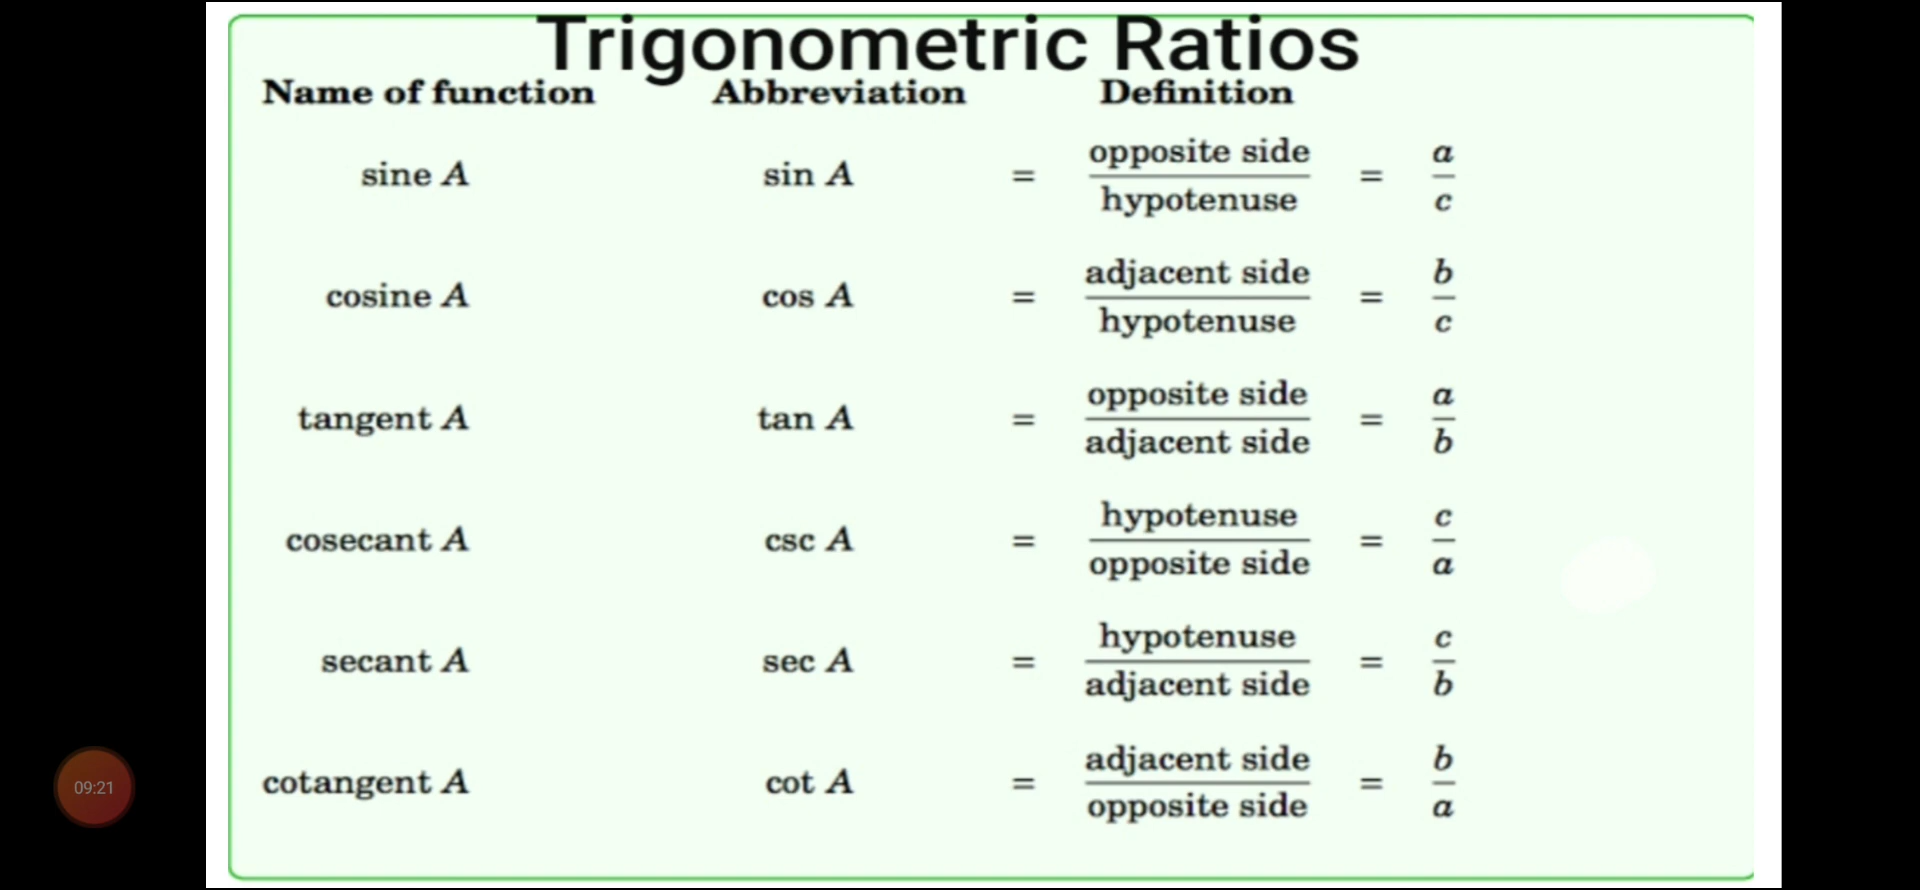 Trigonometric Ratios
Name of function Abbreviation Definition
sine A sin A = opposite side / hypotenuse = a / c
cosine A cos A = adjacent side / hypotenuse = b / c
tangent A tan A = opposite side / adjacent side = a / b
cosecant A csc A = hypotenuse / opposite side = c / a
secant A sec A = hypotenuse / adjacent side = c / b
cotangent A cot A = adjacent side / opposite side = b / a
09:21